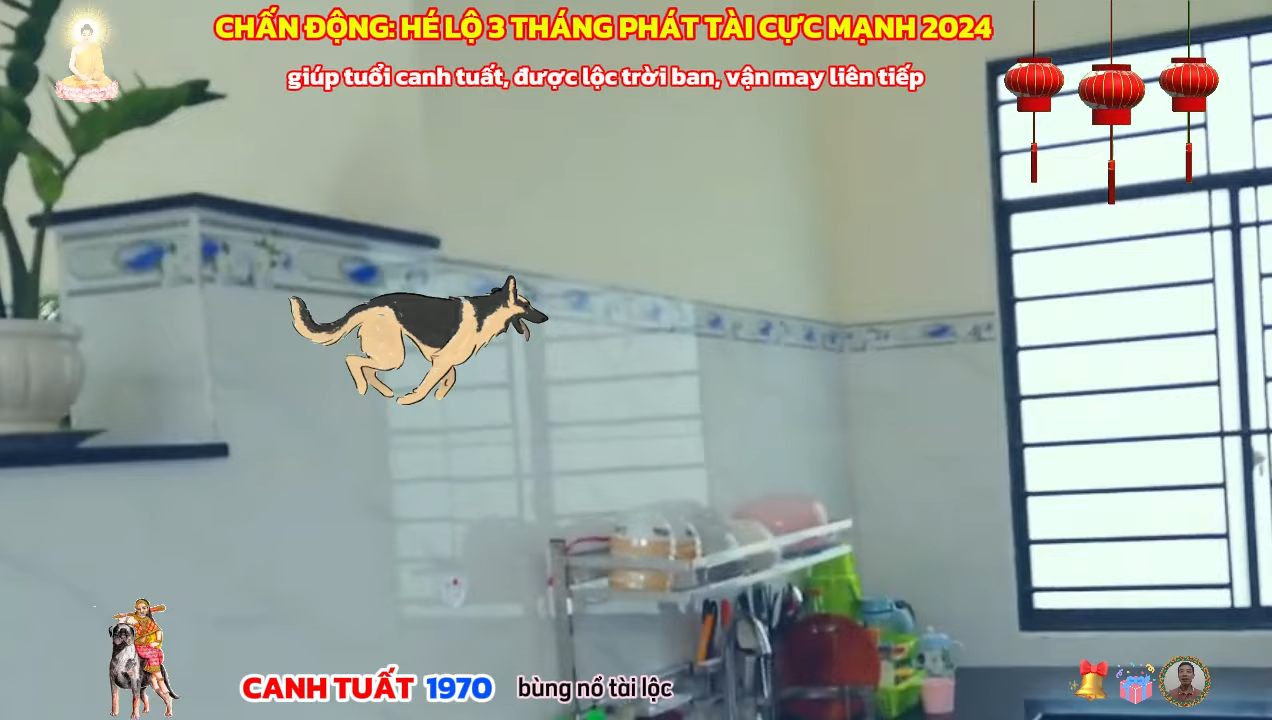 CHẤN ĐỘNG: HÉ LỘ 3 THÁNG PHÁT TÀI CỰC MẠNH 2024
giúp tuổi canh tuất, được lộc trời ban, vận may liên tiếp
CANH TUẤT 1970 bùng nổ tài lộc